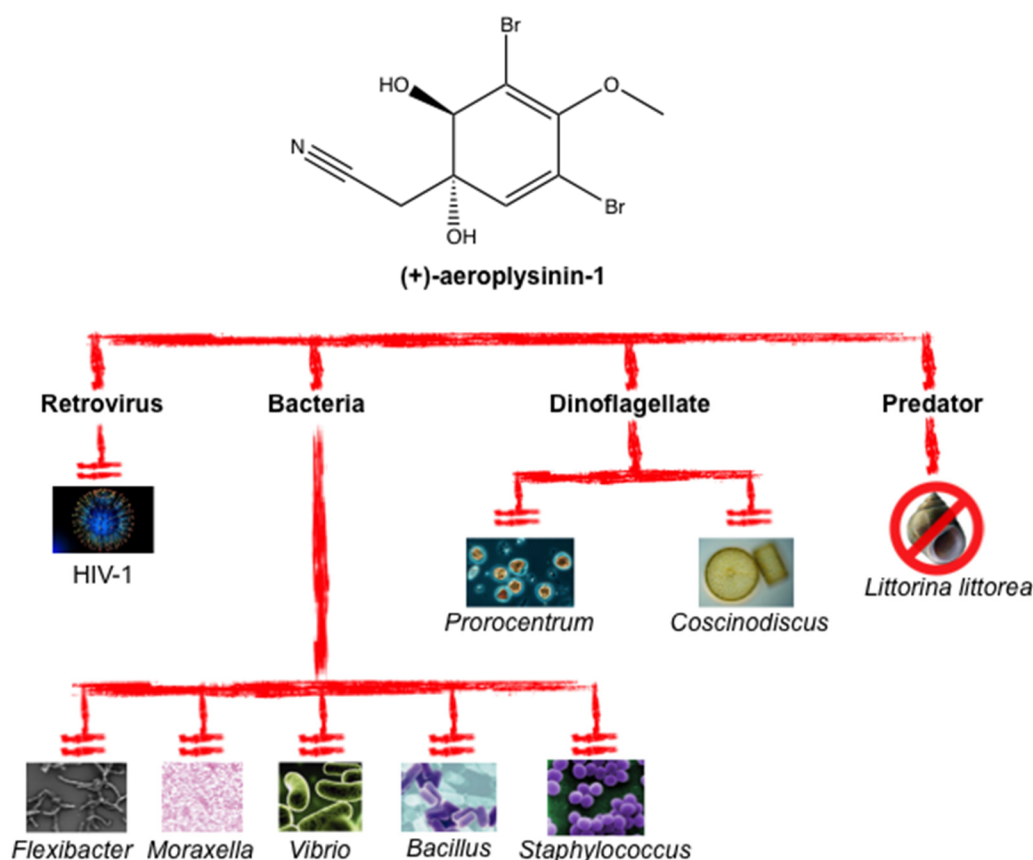 Br
HO
O
N
Br
OH
(+)-aeroplysinin-1
Retrovirus Bacteria Dinoflagellate Predator
HIV-1
Prorocentrum Coscinodiscus Littorina littorea
Flexibacter Moraxella Vibrio Bacillus Staphylococcus